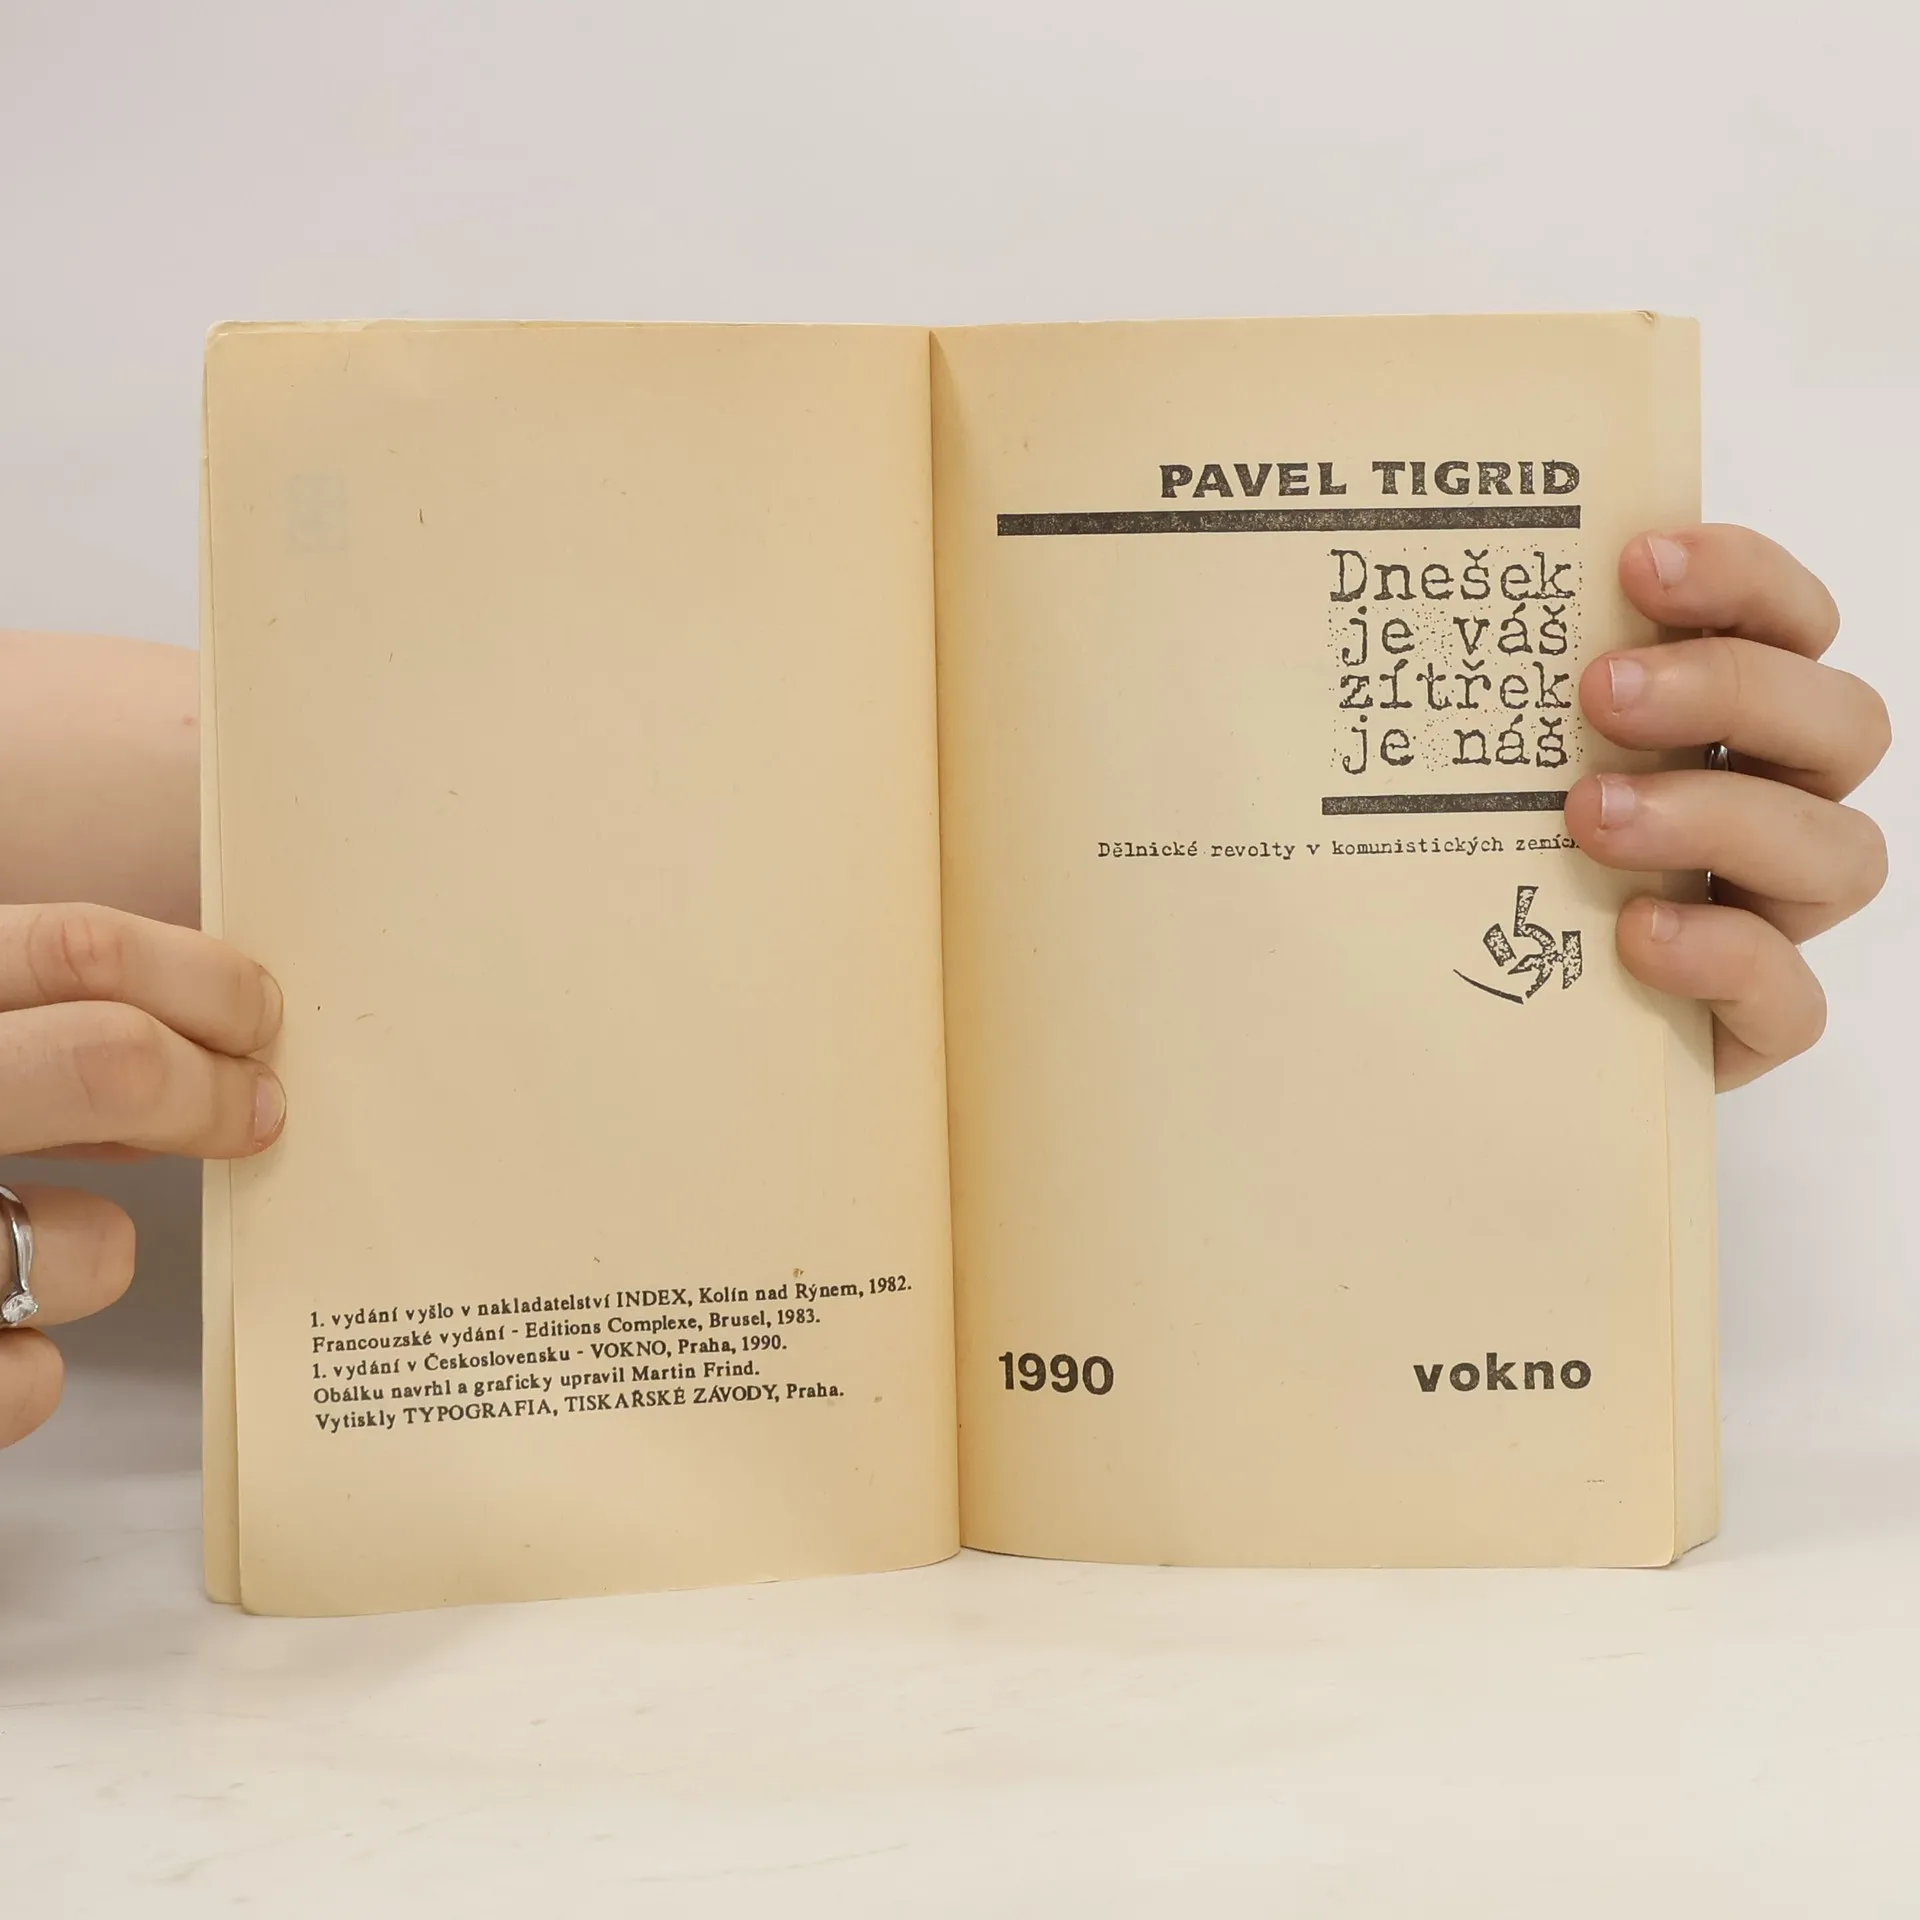 1. vydání vyšlo v nakladatelství INDEX, Kolín nad Rýnem, 1982.
Francouzské vydání - Editions Complexe, Brusel, 1983.
1. vydání v Československu - VOKNO, Praha, 1990.
Obálku navrhl a graficky upravil Martin Frind.
Vytiskly TYPOGRAFIA, TISKAŘSKÉ ZÁVODY, Praha.
PAVEL TIGRID
Dnešek
je váš
zítřek
je náš
Dělnické revolty v komunistických zemích
1990
vokno